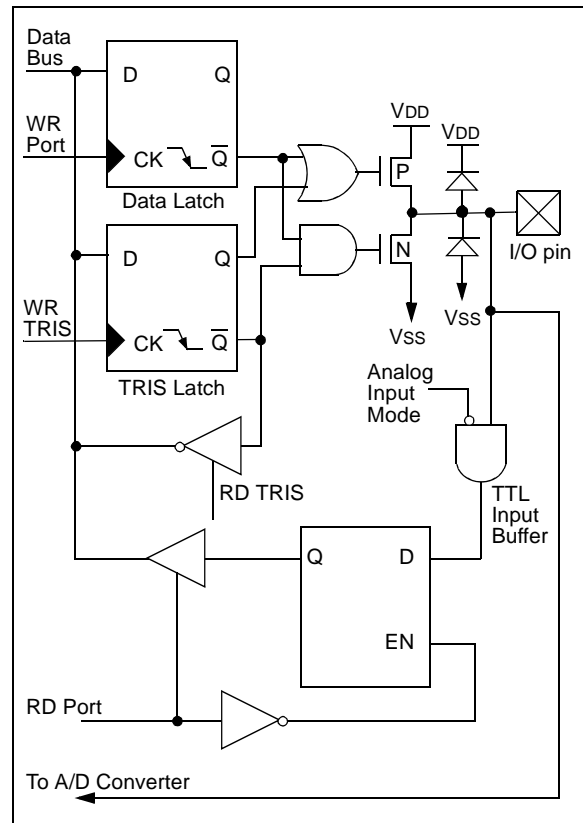 Data
Bus
D
Q
VDD
VDD
WR
Port
CK
Q
P
Data Latch
I/O pin
D
Q
N
WR
TRIS
CK
Q
VSS
VSS
TRIS Latch
Analog
Input
Mode
RD TRIS
TTL
Input
Buffer
Q
D
EN
RD Port
To A/D Converter